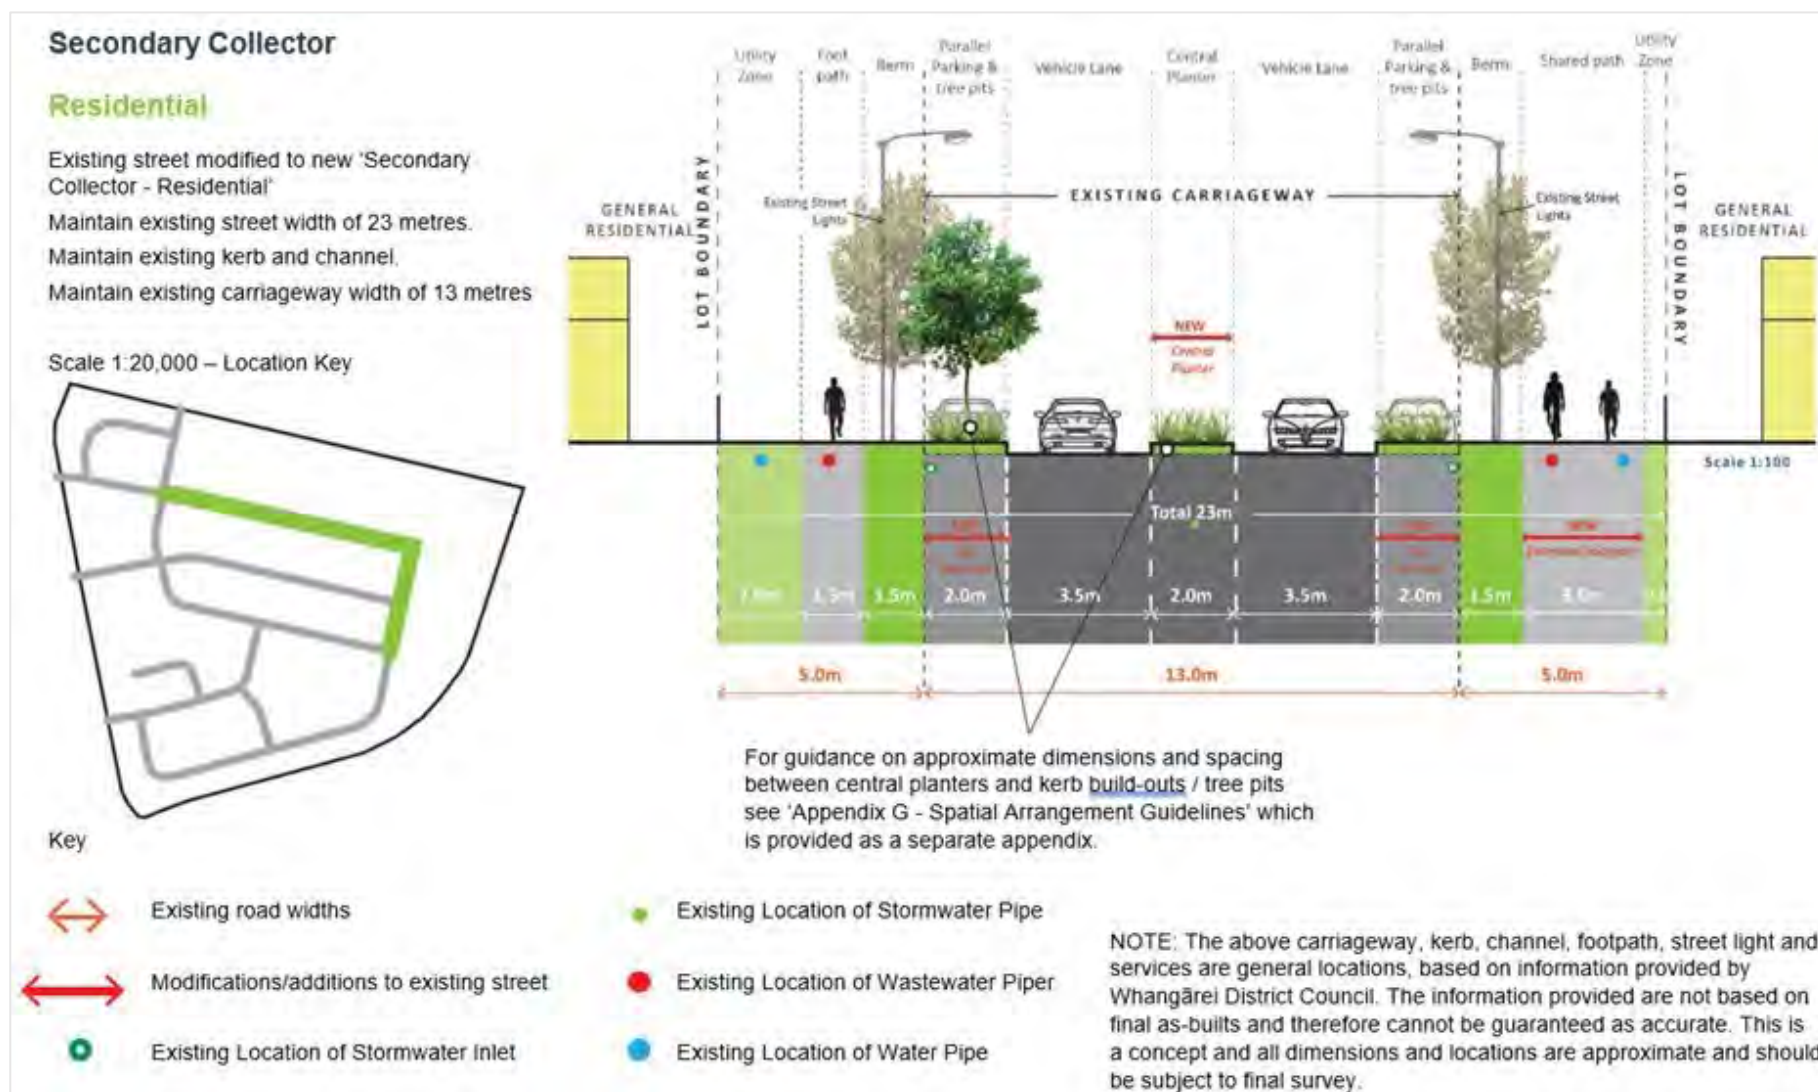 Secondary Collector
Residential
Existing street modified to new 'Secondary
Collector - Residential'
Maintain existing street width of 23 metres.
Maintain existing kerb and channel.
Maintain existing carriageway width of 13 metres
Scale 1:20,000 – Location Key
Utility
Zone
Foot
path
Berm
Parallel
Parking &
tree pits
Vehicle Lane
Central
Planter
Vehicle Lane
Parallel
Parking &
tree pits
Berm
Shared path
Utility
Zone
GENERAL
RESIDENTIAL
LOT BOUNDARY
Existing Street
Lights
EXISTING CARRIAGEWAY
Existing Street
Lights
LOT BOUNDARY
GENERAL
RESIDENTIAL
NEW
Central
Planter
Scale 1:100
Total 23m
NEW
1.5m
1.5m
2.0m
3.5m
2.0m
3.5m
2.0m
1.5m
3.0m
5.0m
13.0m
5.0m
For guidance on approximate dimensions and spacing
between central planters and kerb build-outs / tree pits
see 'Appendix G - Spatial Arrangement Guidelines' which
is provided as a separate appendix.
Key
Existing road widths
Modifications/additions to existing street
Existing Location of Stormwater Inlet
Existing Location of Stormwater Pipe
Existing Location of Wastewater Piper
Existing Location of Water Pipe
NOTE: The above carriageway, kerb, channel, footpath, street light and
services are general locations, based on information provided by
Whangārei District Council. The information provided are not based on
final as-builts and therefore cannot be guaranteed as accurate. This is
a concept and all dimensions and locations are approximate and should
be subject to final survey.